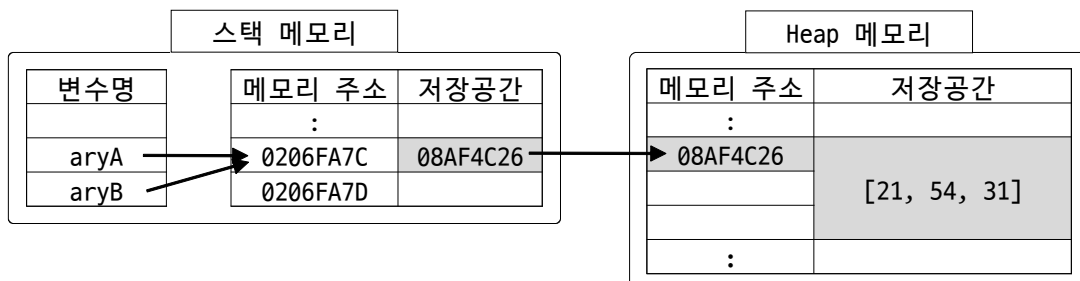 스택 메모리
변수명
메모리 주소 저장공간
:
aryA 0206FA7C 08AF4C26
aryB 0206FA7D
Heap 메모리
메모리 주소 저장공간
:
08AF4C26
[21, 54, 31]
: